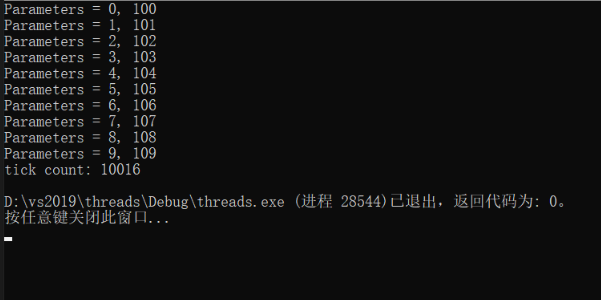 Parameters = 0, 100
Parameters = 1, 101
Parameters = 2, 102
Parameters = 3, 103
Parameters = 4, 104
Parameters = 5, 105
Parameters = 6, 106
Parameters = 7, 107
Parameters = 8, 108
Parameters = 9, 109
tick count: 10016
D:\vs2019\threads\Debug\threads.exe (进程 28544)已退出，返回代码为: 0。
按任意键关闭此窗口...